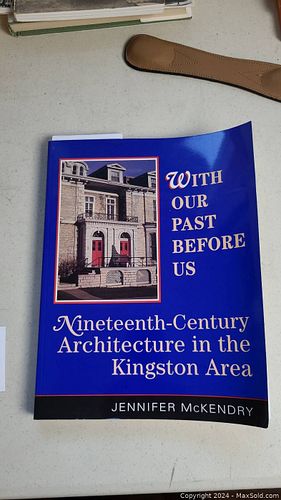 With
Our
Past
Before
Us
Nineteenth-Century
Architecture in the
Kingston Area
Jennifer McKendry
Copyright 2024 - MaxSold.com